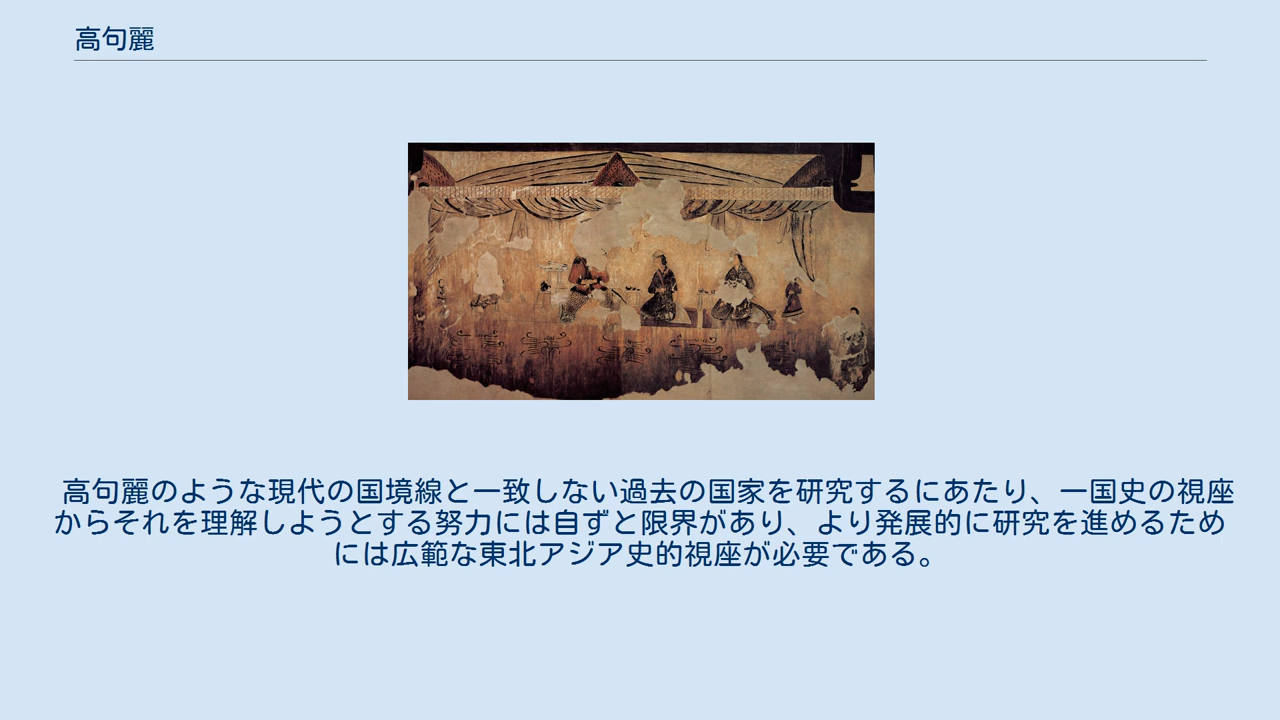 高句麗
高句麗のような現代の国境線と一致しない過去の国家を研究するにあたり、一国史の視座
からそれを理解しようとする努力には自ずと限界があり、より発展的に研究を進めるため
には広範な東北アジア史的視座が必要である。